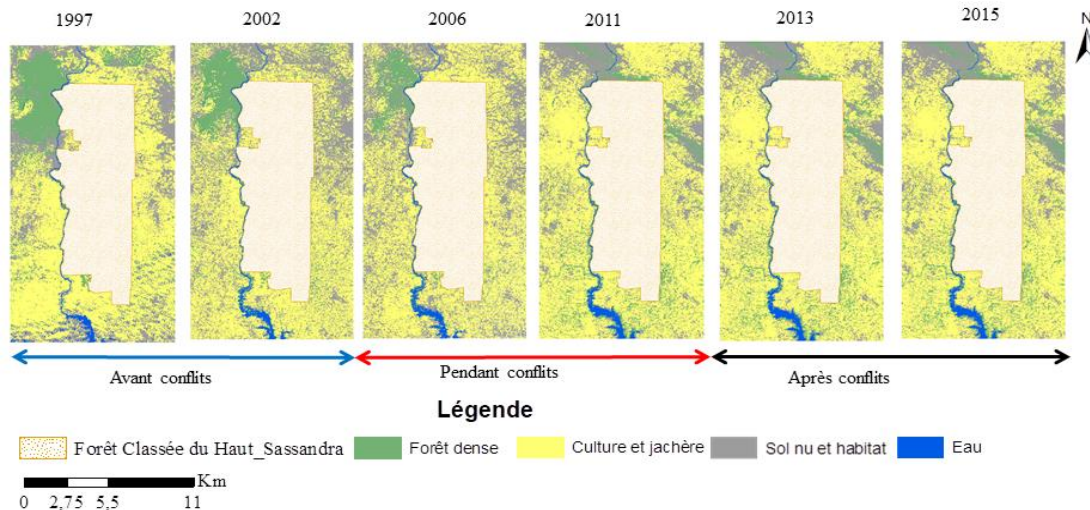 1997
2002
2006
2011
2013
2015
N
Avant conflits
Pendant conflits
Après conflits
Légende
Forêt Classée du Haut_Sassandra
Forêt dense
Culture et jachère
Sol nu et habitat
Eau
Km
0 2,75 5,5 11